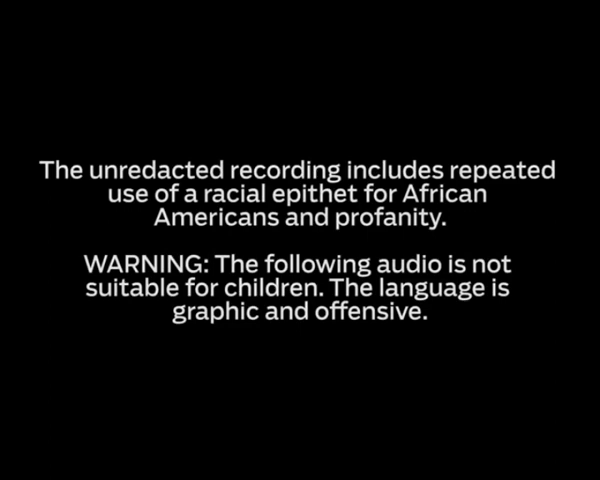 The unredacted recording includes repeated
use of a racial epithet for African
Americans and profanity.
WARNING: The following audio is not
suitable for children. The language is
graphic and offensive.